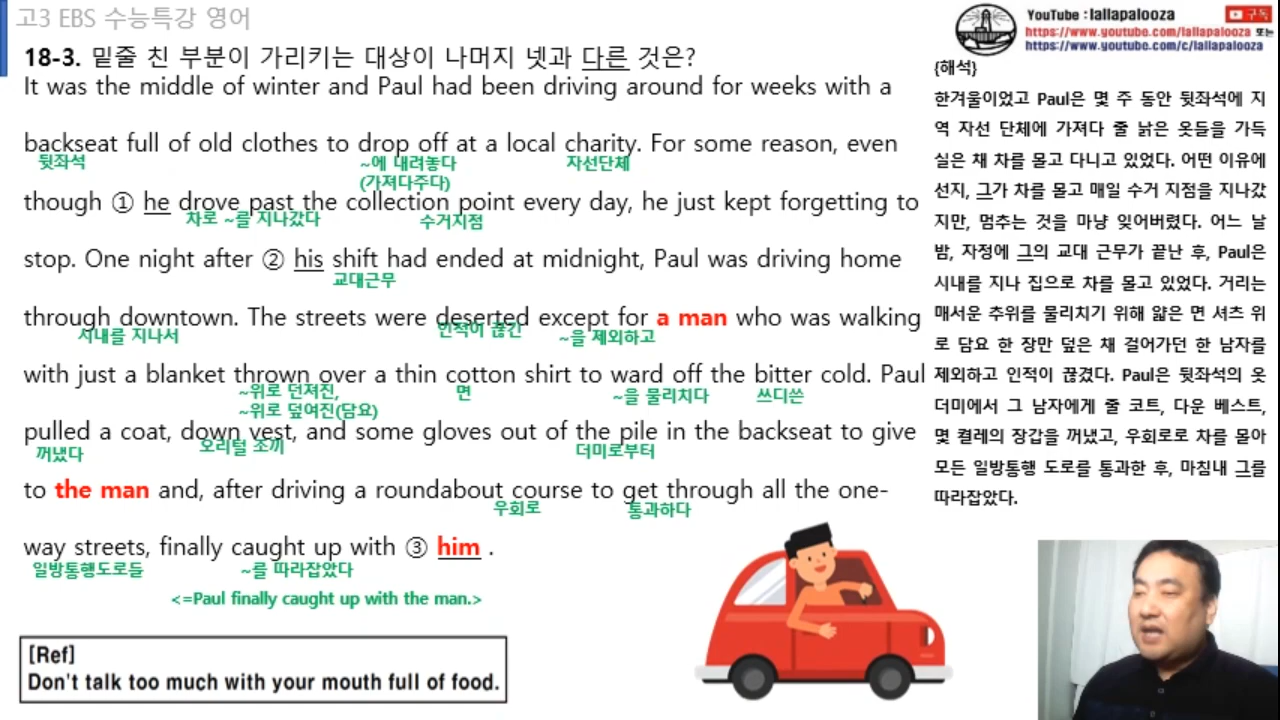 고3 EBS 수능특강 영어
18-3. 밑줄 친 부분이 가리키는 대상이 나머지 넷과 다른 것은?
It was the middle of winter and Paul had been driving around for weeks with a
backseat full of old clothes to drop off at a local charity. For some reason, even
뒷좌석 ~에 내려놓다 자선단체
(가져다주다)
though ① he drove past the collection point every day, he just kept forgetting to
차로 ~를 지나갔다 수거지점
stop. One night after ② his shift had ended at midnight, Paul was driving home
교대근무
through downtown. The streets were deserted except for a man who was walking
시내를 지나서 인적이 끊긴 ~을 제외하고
with just a blanket thrown over a thin cotton shirt to ward off the bitter cold. Paul
~위로 던져진, 면 ~을 물리치다 쓰디쓴
~위로 덮여진(담요)
pulled a coat, down vest, and some gloves out of the pile in the backseat to give
꺼냈다 오리털 조끼 더미로부터
to the man and, after driving a roundabout course to get through all the one-
우회로 통과하다
way streets, finally caught up with ③ him .
일방통행도로들 ~를 따라잡았다
<=Paul finally caught up with the man.>
[Ref]
Don't talk too much with your mouth full of food.
YouTube : lallapalooza 구독
https://www.youtube.com/lallapalooza 또는
https://www.youtube.com/c/lallapalooza
{해석}
한겨울이었고 Paul은 몇 주 동안 뒷좌석에 지
역 자선 단체에 가져다 줄 낡은 옷들을 가득
실은 채 차를 몰고 다니고 있었다. 어떤 이유에
선지, 그가 차를 몰고 매일 수거 지점을 지나갔
지만, 멈추는 것을 마냥 잊어버렸다. 어느 날
밤, 자정에 그의 교대 근무가 끝난 후, Paul은
시내를 지나 집으로 차를 몰고 있었다. 거리는
매서운 추위를 물리치기 위해 얇은 면 셔츠 위
로 담요 한 장만 덮은 채 걸어가던 한 남자를
제외하고 인적이 끊겼다. Paul은 뒷좌석의 옷
더미에서 그 남자에게 줄 코트, 다운 베스트,
몇 켤레의 장갑을 꺼냈고, 우회로로 차를 몰아
모든 일방통행 도로를 통과한 후, 마침내 그를
따라잡았다.